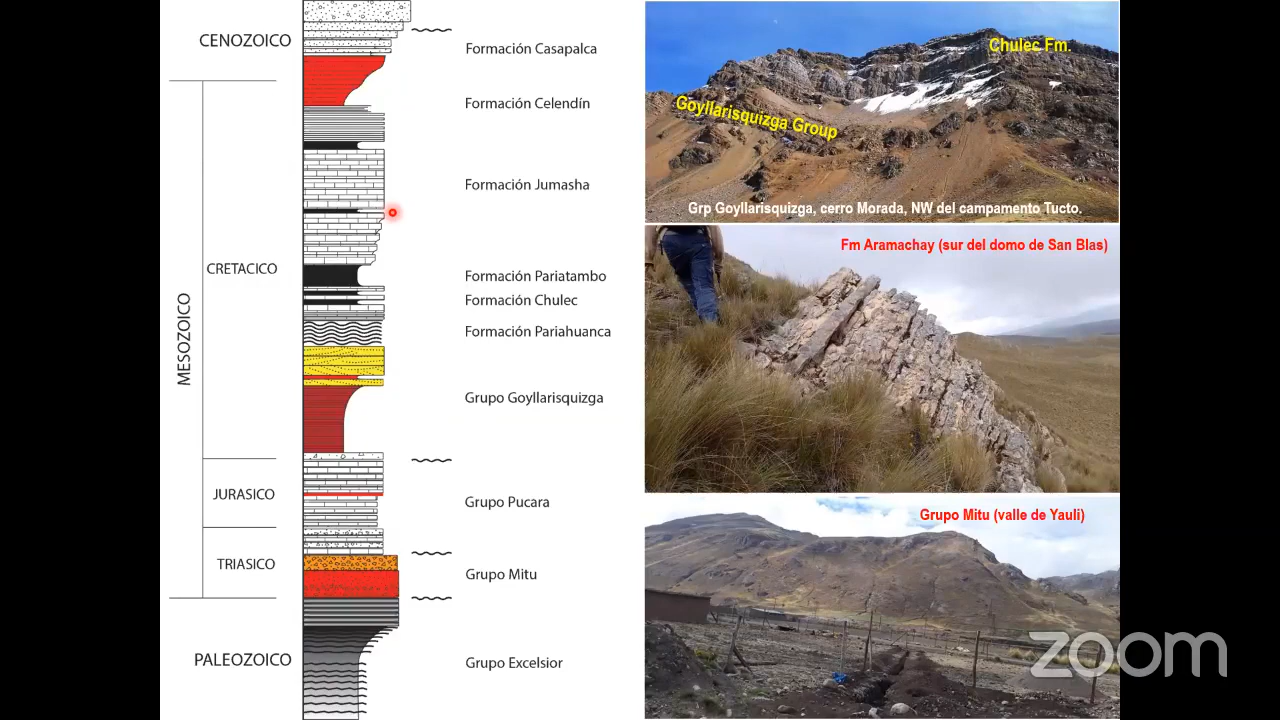 CENOZOICO
MESOZOICO
CRETACICO
JURASICO
TRIASICO
PALEOZOICO
Formación Casapalca
Formación Celendín
Formación Jumasha
Formación Pariatambo
Formación Chulec
Formación Pariahuanca
Grupo Goyllarisquizga
Grupo Pucara
Grupo Mitu
Grupo Excelsior
Chulec Fm.
Goyllarisquizga Group
Grp Goyllarisquizga, cerro Morada, NW del campamento Tucto.
Fm Aramachay (sur del domo de San Blas)
Grupo Mitu (valle de Yauli)
zoom